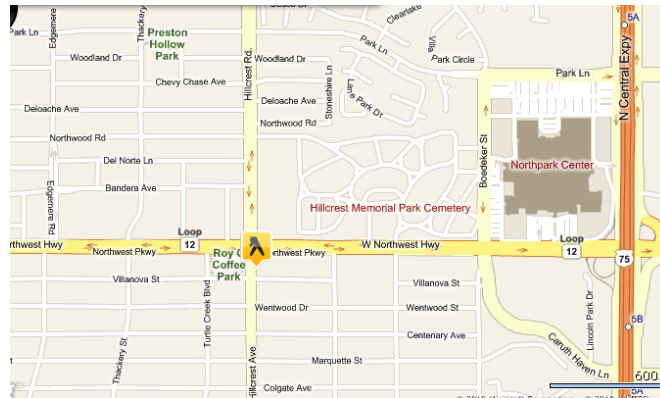 Edgemere
Thackery
Preston
Hollow
Park
Hillcrest Rd.
Clearlake
5A
Park Ln
Park Ln
Villa
Park Circle
Woodland Dr
Woodland Dr
Stoneshire Ln
Park Ln
N Central Expy
Chevy Chase Ave
Deloache Ave
Deloache Ave
Park Dr
Northwood Rd
Northwood Rd
Boedeker St
Del Norte Ln
Northpark Center
Edgemere Rd
Bandera Ave
Hillcrest Memorial Park Cemetery
Loop
12
Loop
12
rthwest Hwy
Northwest Pkwy
Roy
Coffee
Park
rthwest Pkwy
W Northwest Hwy
75
Villanova St
Villanova St
Turtle Creek Blvd
Wentwood Dr
Wentwood St
Lincoln Park Dr
5B
Thackery St
Centenary Ave
Caruth Haven Ln
Marquette St
Hillcrest Ave
Colgate Ave
600
5A